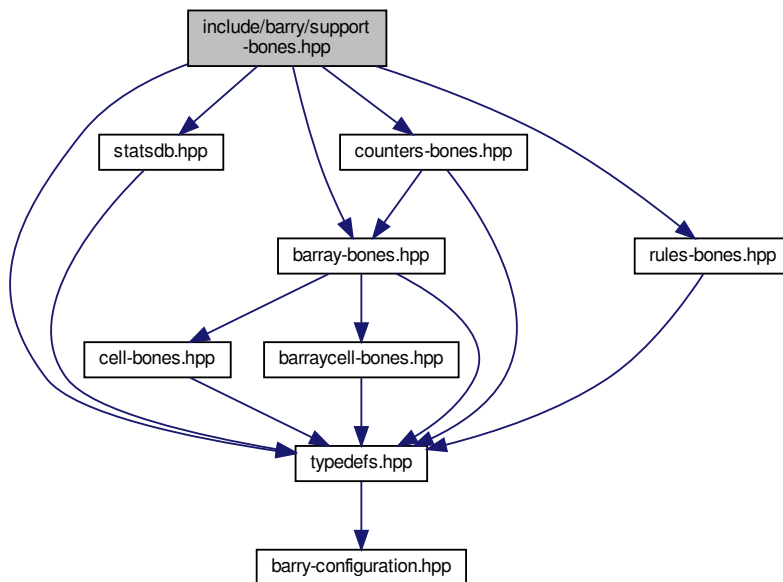 include/barry/support
-bones.hpp
statsdb.hpp
counters-bones.hpp
barray-bones.hpp
rules-bones.hpp
cell-bones.hpp
barraycell-bones.hpp
typedefs.hpp
barry-configuration.hpp